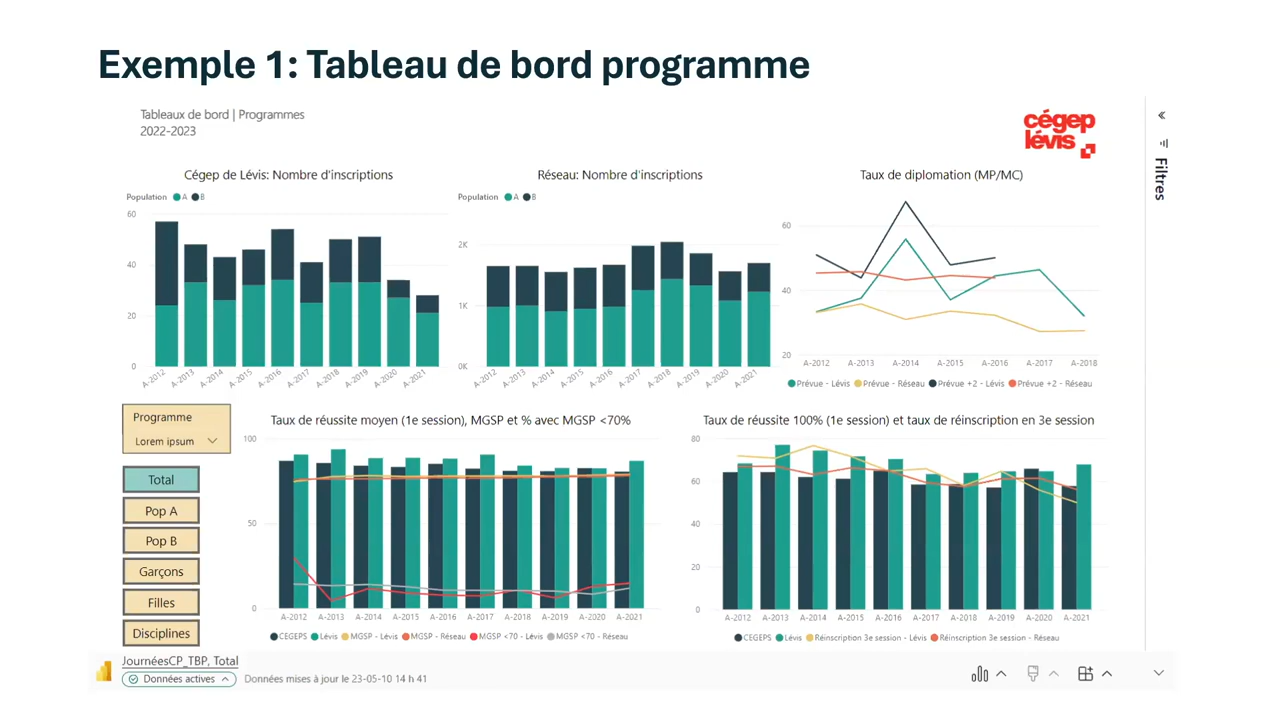 Exemple 1: Tableau de bord programme
Tableaux de bord | Programmes
2022-2023
cégep
lévis
Filtres
Cégep de Lévis: Nombre d'inscriptions
Population A B
60
40
20
0
A-2012 A-2013 A-2014 A-2015 A-2016 A-2017 A-2018 A-2019 A-2020 A-2021
Réseau: Nombre d'inscriptions
Population A B
2K
1K
0K
A-2012 A-2013 A-2014 A-2015 A-2016 A-2017 A-2018 A-2019 A-2020 A-2021
Taux de diplomation (MP/MC)
60
40
20
A-2012 A-2013 A-2014 A-2015 A-2016 A-2017 A-2018
Prévue - Lévis Prévue - Réseau Prévue +2 - Lévis Prévue +2 - Réseau
Programme
Lorem ipsum
Total
Pop A
Pop B
Garçons
Filles
Disciplines
Taux de réussite moyen (1e session), MGSP et % avec MGSP <70%
100
50
0
A-2012 A-2013 A-2014 A-2015 A-2016 A-2017 A-2018 A-2019 A-2020 A-2021
CEGEPS Lévis MGSP - Lévis MGSP - Réseau MGSP <70 - Lévis MGSP <70 - Réseau
Taux de réussite 100% (1e session) et taux de réinscription en 3e session
80
60
40
20
0
A-2012 A-2013 A-2014 A-2015 A-2016 A-2017 A-2018 A-2019 A-2020 A-2021
CEGEPS Lévis Réinscription 3e session - Lévis Réinscription 3e session - Réseau
JournéesCP_TBP, Total
Données actives
Données mises à jour le 23-05-10 14 h 41